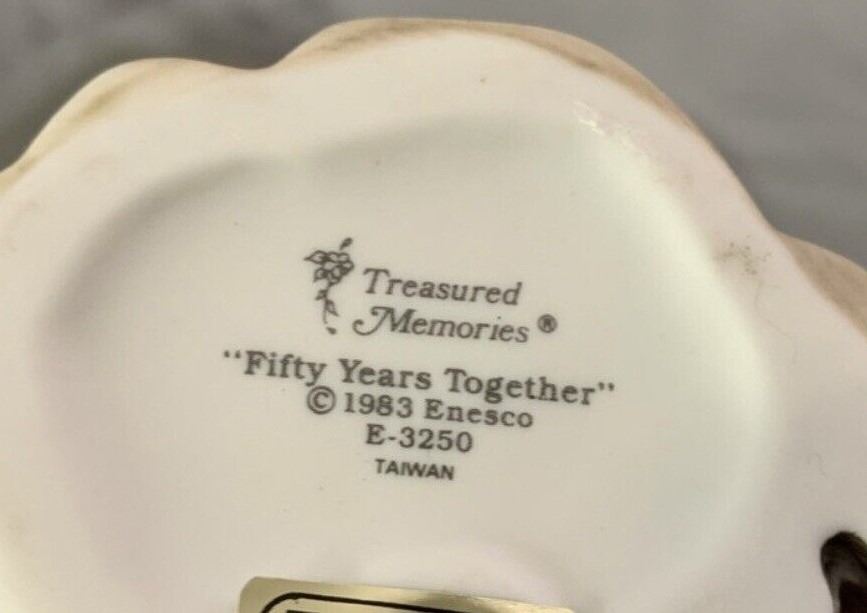 Treasured
Memories ®
"Fifty Years Together"
© 1983 Enesco
E-3250
TAIWAN